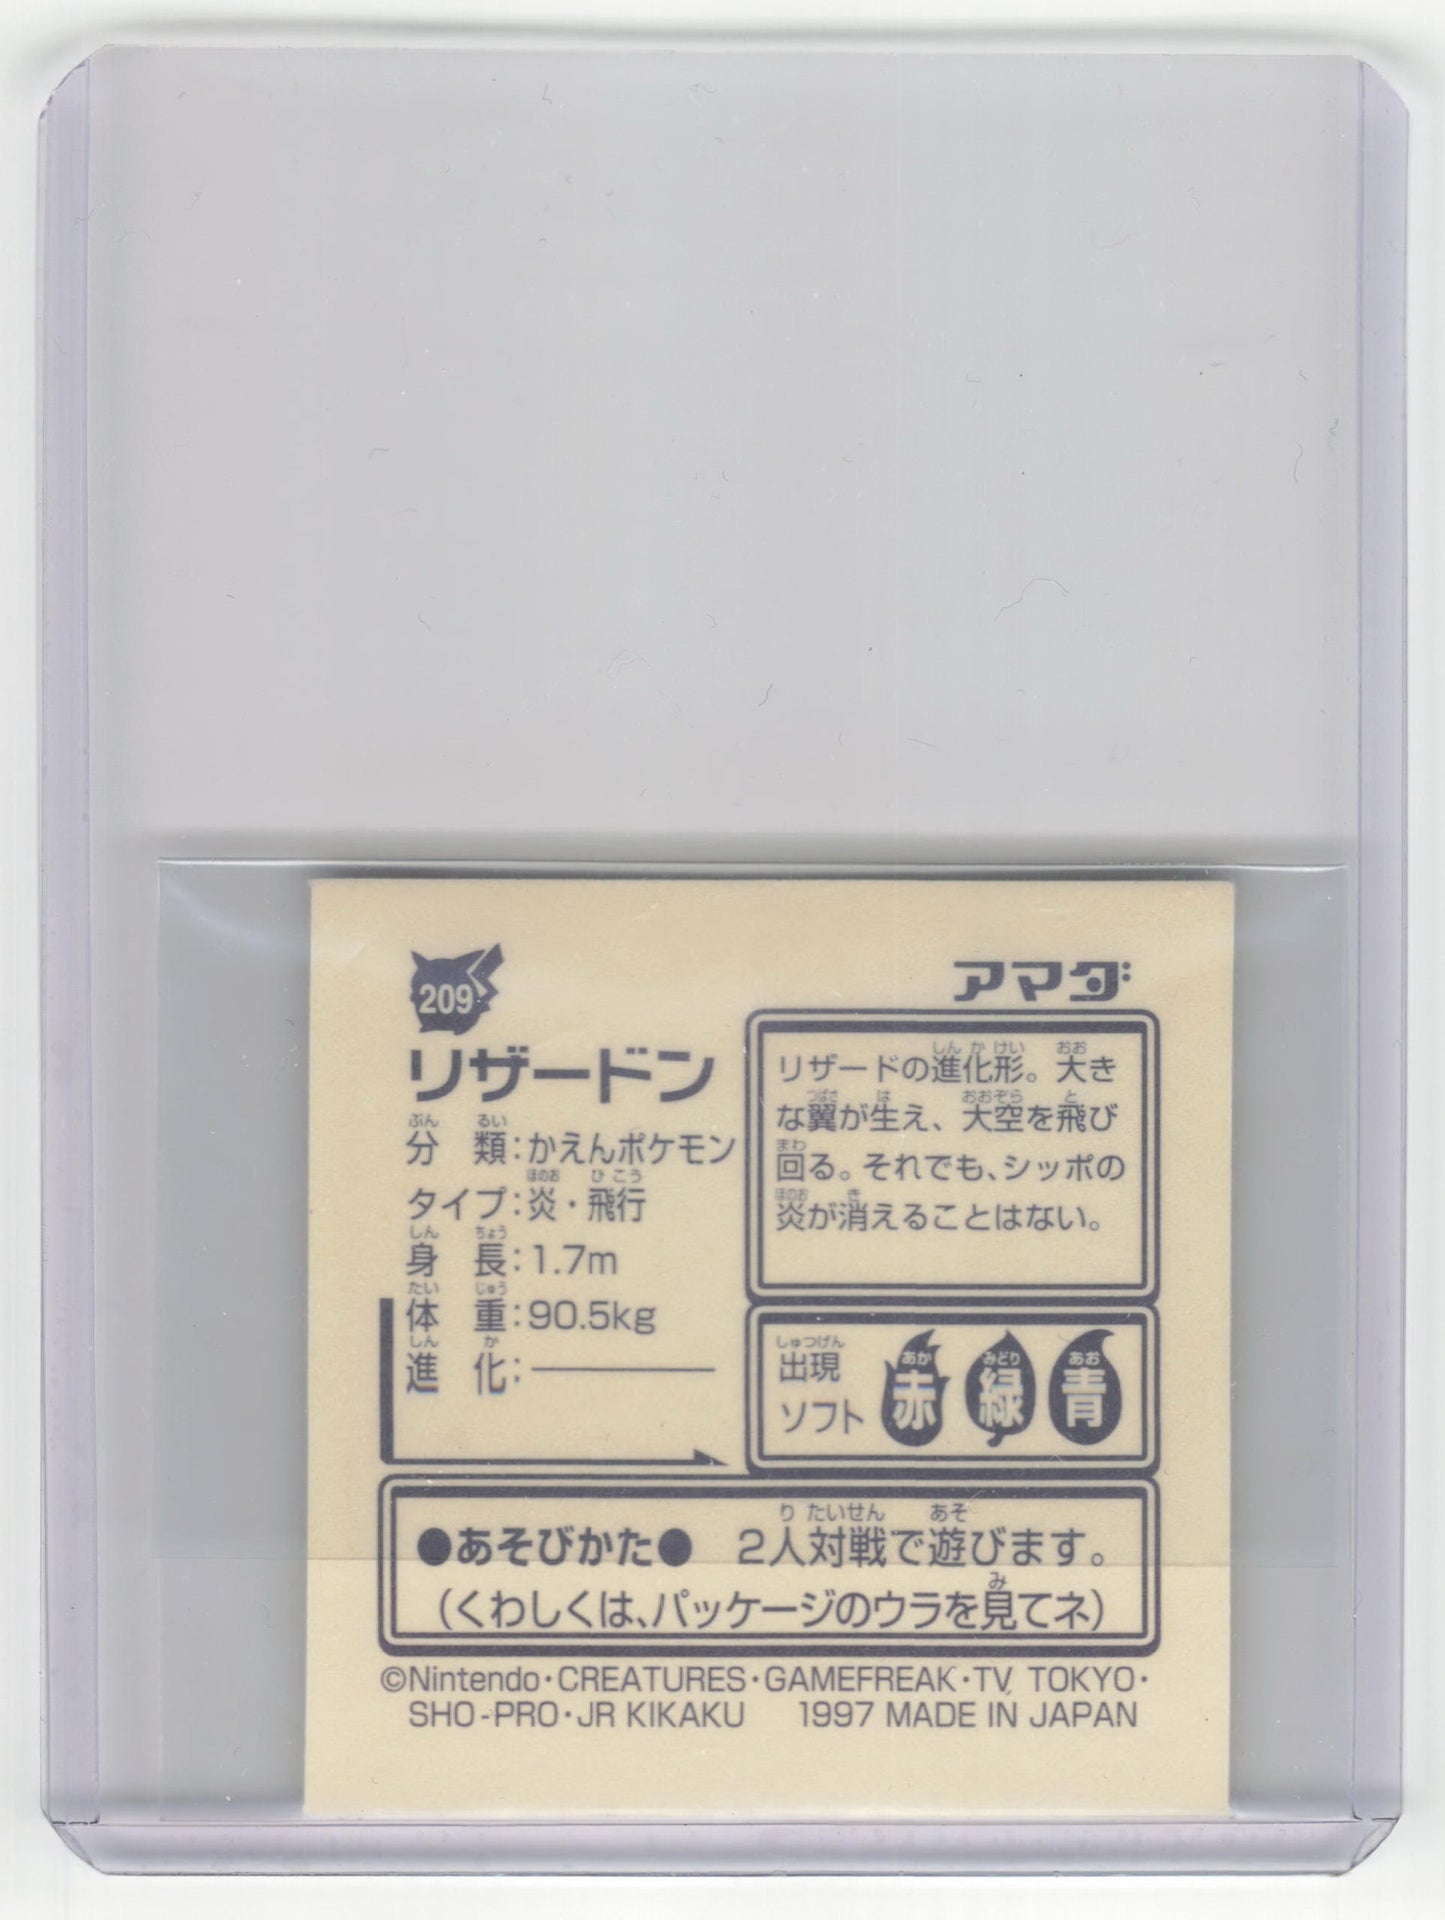 209
アマダ
リザードン
分類:かえんポケモン
タイプ:炎・飛行
身長:1.7m
体重:90.5kg
進化:――――
リザードの進化形。大き
な翼が生え、大空を飛び
回る。それでも、シッポの
炎が消えることはない。
出現
ソフト
赤 緑 青
●あそびかた● 2人対戦で遊びます。
(くわしくは、パッケージのウラを見てネ)
©Nintendo・CREATURES・GAMEFREAK・TV TOKYO・
SHO-PRO・JR KIKAKU 1997 MADE IN JAPAN